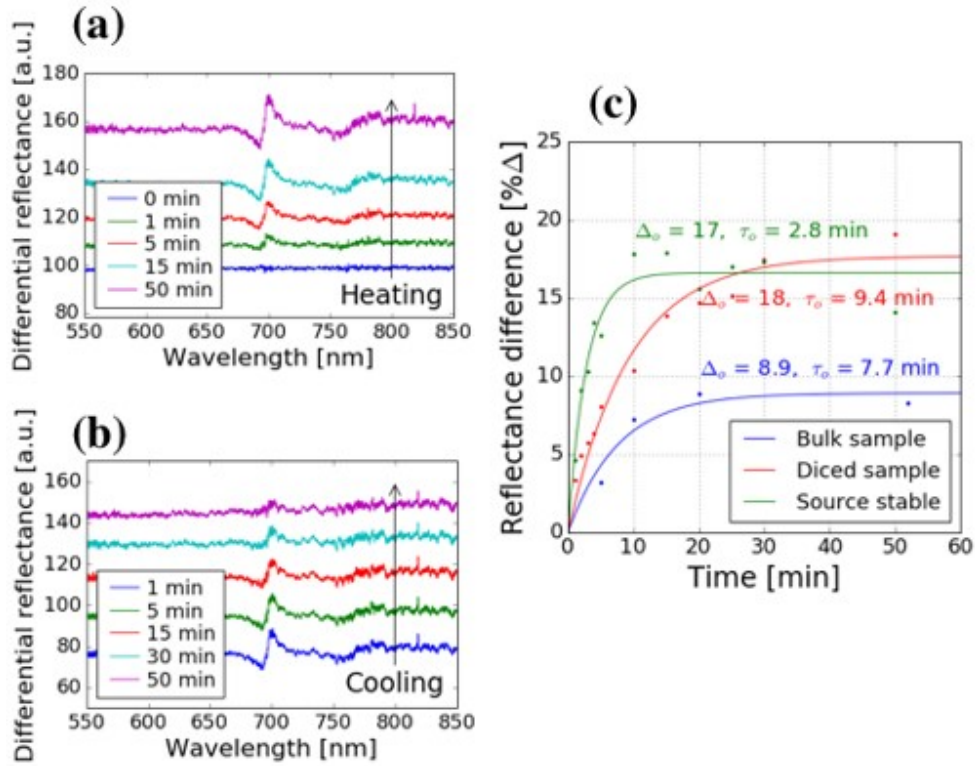 (a)
Differential reflectance [a.u.]
180
160
140
120
100
80
0 min
1 min
5 min
15 min
50 min
Heating
550 600 650 700 750 800 850
Wavelength [nm]
(b)
Differential reflectance [a.u.]
160
140
120
100
80
60
1 min
5 min
15 min
30 min
50 min
Cooling
550 600 650 700 750 800 850
Wavelength [nm]
(c)
Reflectance difference [%Δ]
25
20
15
10
5
0
Δₒ = 17, τₒ = 2.8 min
Δₒ = 18, τₒ = 9.4 min
Δₒ = 8.9, τₒ = 7.7 min
Bulk sample
Diced sample
Source stable
0 10 20 30 40 50 60
Time [min]